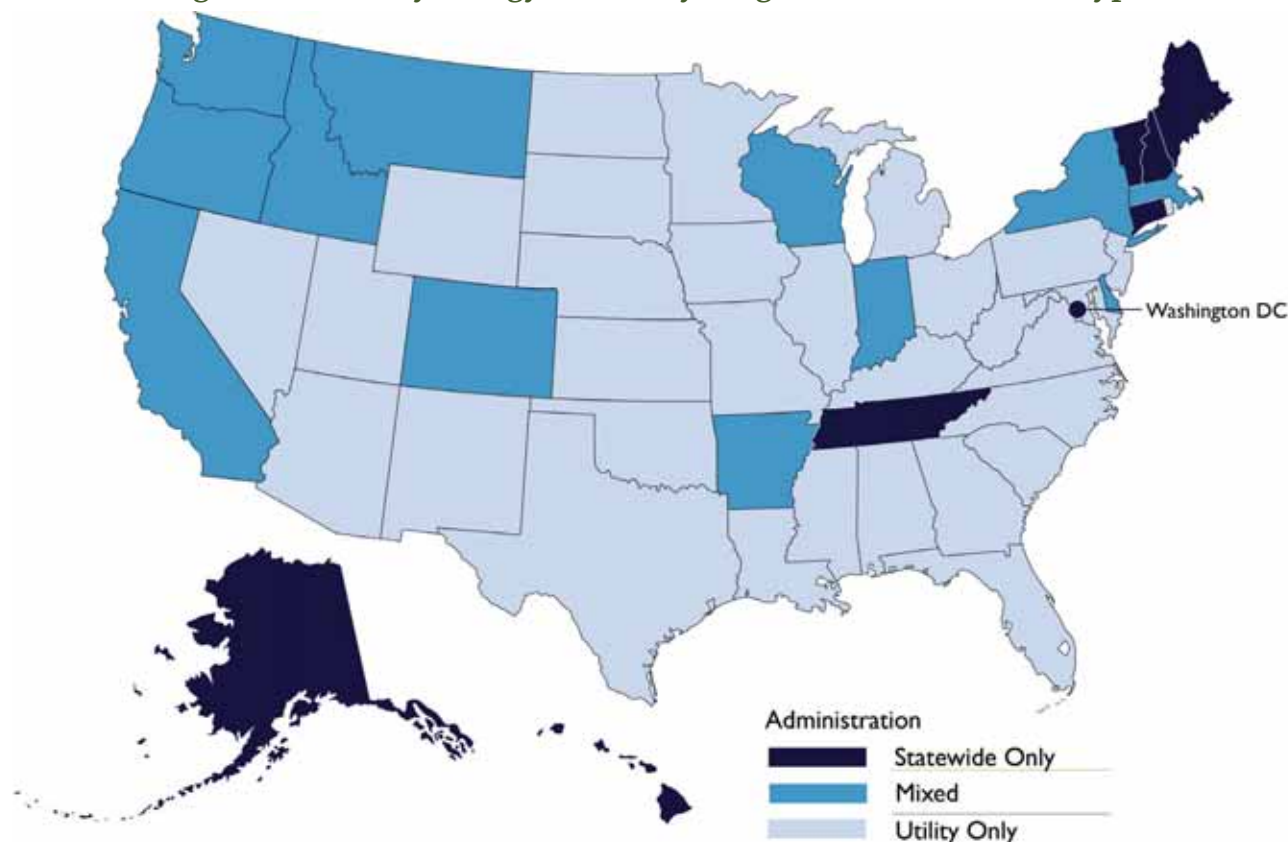 Washington DC
Administration
Statewide Only
Mixed
Utility Only